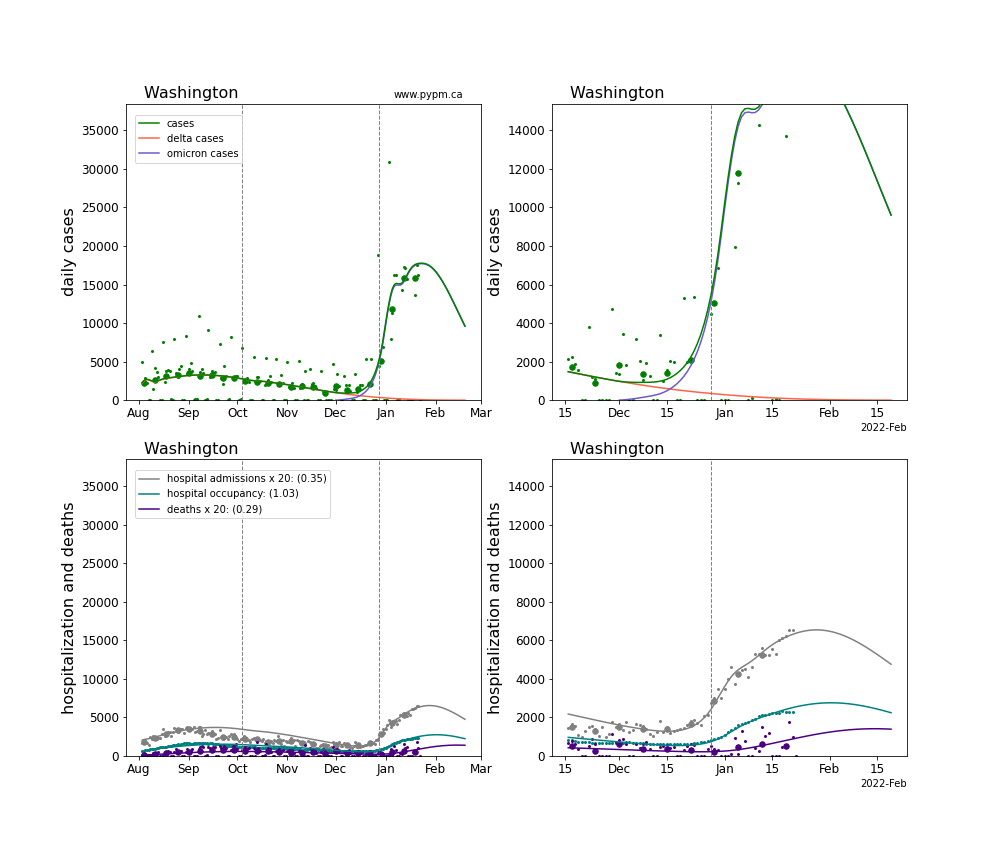 Washington
www.pypm.ca
daily cases
35000
30000
25000
20000
15000
10000
5000
0
cases
delta cases
omicron cases
Aug Sep Oct Nov Dec Jan Feb Mar
Washington
daily cases
14000
12000
10000
8000
6000
4000
2000
0
15 Dec 15 Jan 15 Feb 15
2022-Feb
Washington
hospitalization and deaths
35000
30000
25000
20000
15000
10000
5000
0
hospital admissions x 20: (0.35)
hospital occupancy: (1.03)
deaths x 20: (0.29)
Aug Sep Oct Nov Dec Jan Feb Mar
Washington
hospitalization and deaths
14000
12000
10000
8000
6000
4000
2000
0
15 Dec 15 Jan 15 Feb 15
2022-Feb